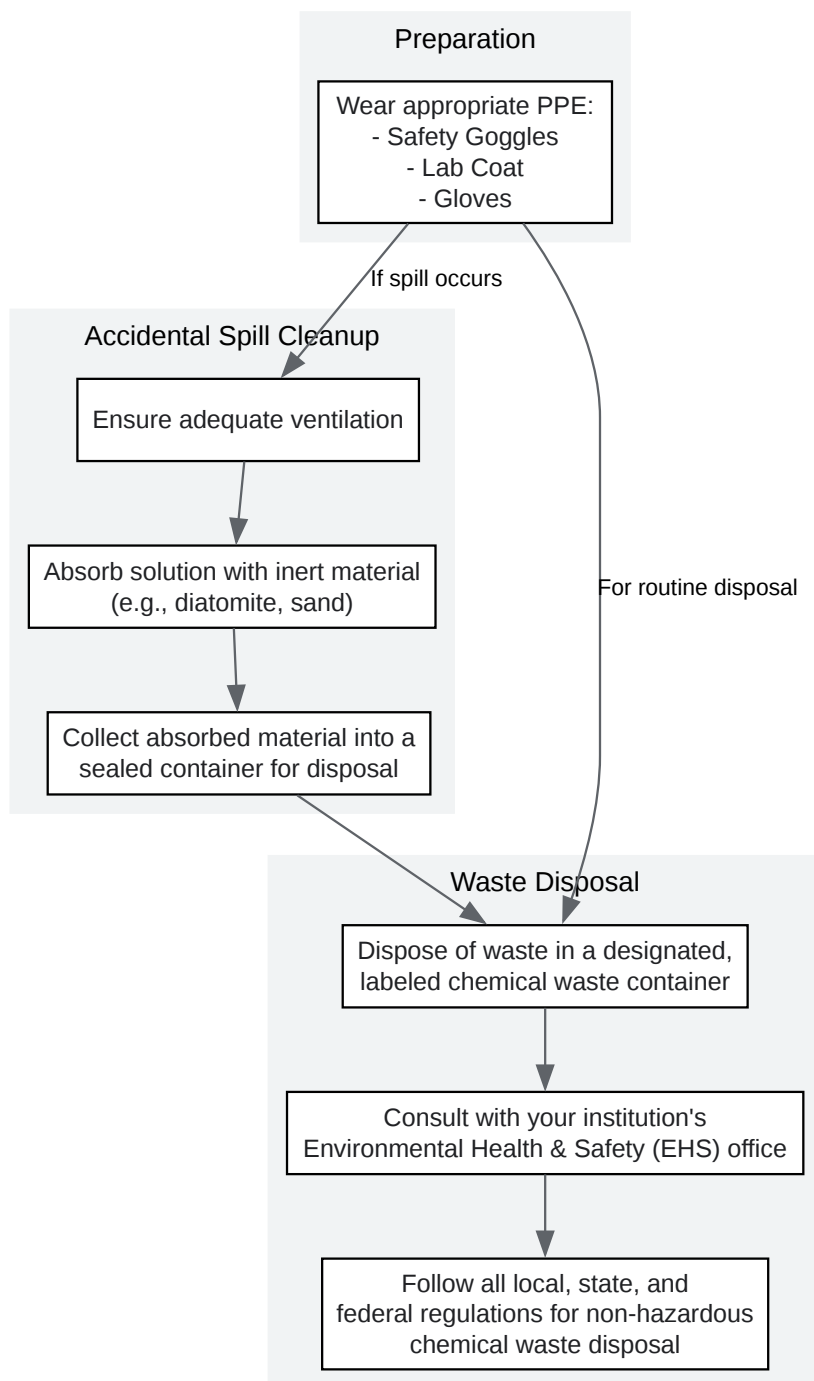 Preparation
Wear appropriate PPE:
- Safety Goggles
- Lab Coat
- Gloves
If spill occurs
Accidental Spill Cleanup
Ensure adequate ventilation
Absorb solution with inert material
(e.g., diatomite, sand)
For routine disposal
Collect absorbed material into a
sealed container for disposal
Waste Disposal
Dispose of waste in a designated,
labeled chemical waste container
Consult with your institution's
Environmental Health & Safety (EHS) office
Follow all local, state, and
federal regulations for non-hazardous
chemical waste disposal